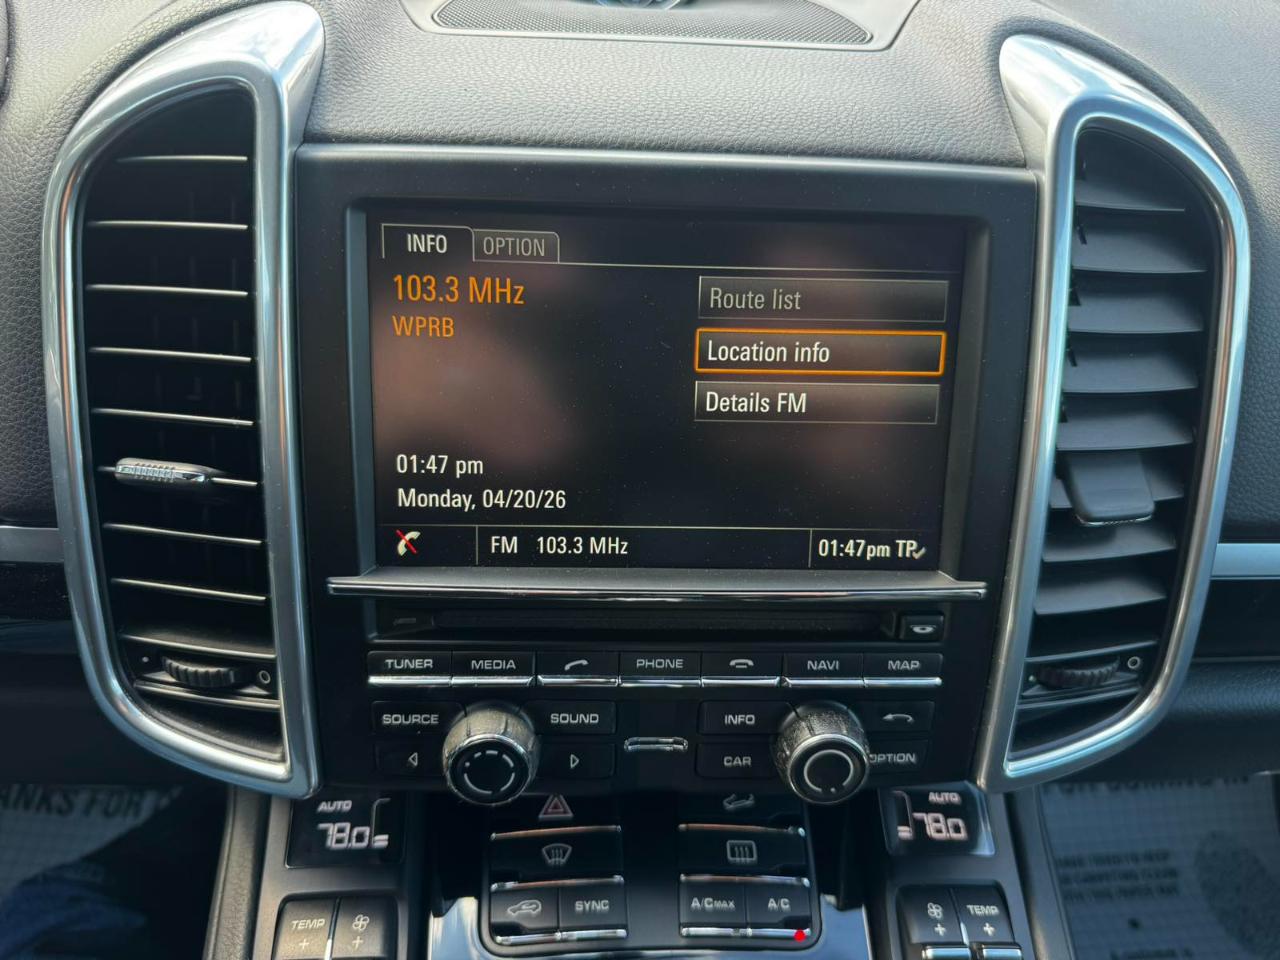 INFO OPTION
103.3 MHz
WPRB
Route list
Location info
Details FM
01:47 pm
Monday, 04/20/26
FM 103.3 MHz
01:47pm TP
TUNER MEDIA PHONE NAVI MAP
SOURCE SOUND INFO
CAR OPTION
AUTO
78.0
AUTO
78.0
TEMP
+
+
SYNC
A/C MAX
A/C
+
TEMP
+
ANKS FOR